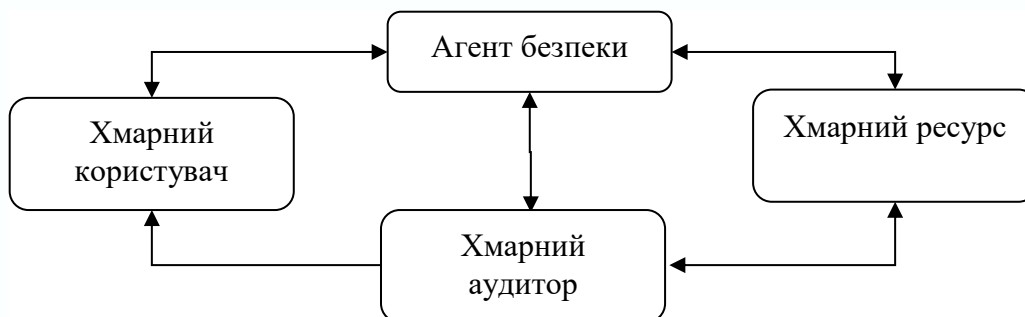 Агент безпеки
Хмарний
користувач
Хмарний ресурс
Хмарний
аудитор